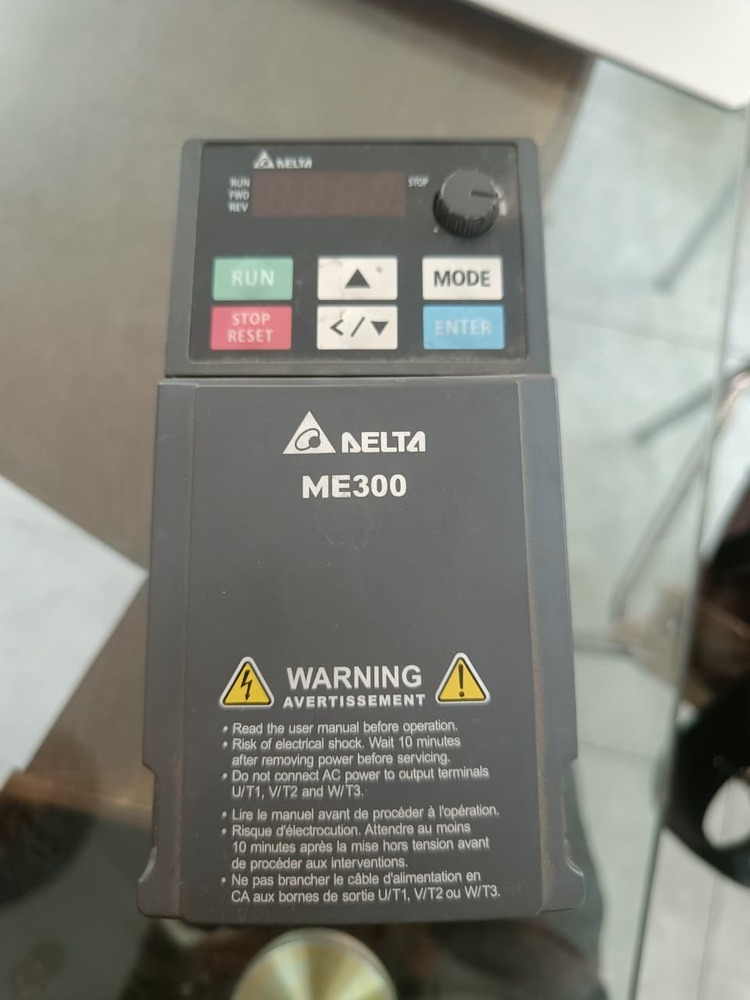 DELTA
RUN
FWD
REV
STOP
RUN
▲
MODE
STOP
RESET
</▼
ENTER
DELTA
ME300
WARNING
AVERTISSEMENT
• Read the user manual before operation.
• Risk of electrical shock. Wait 10 minutes
after removing power before servicing.
• Do not connect AC power to output terminals
U/T1, V/T2 and W/T3.
• Lire le manuel avant de procéder à l'opération.
• Risque d'électrocution. Attendre au moins
10 minutes après la mise hors tension avant
de procéder aux interventions.
• Ne pas brancher le câble d'alimentation en
CA aux bornes de sortie U/T1, V/T2 ou W/T3.